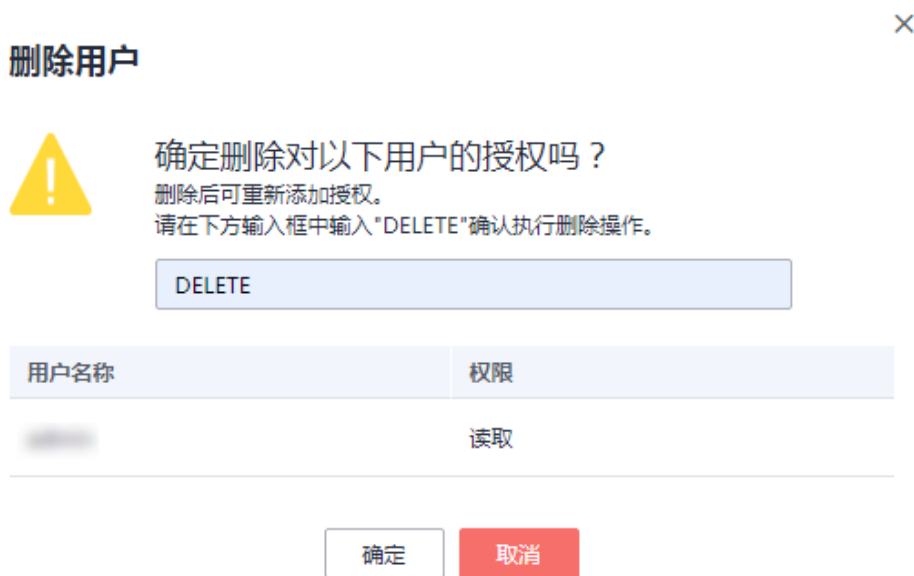 删除用户
确定删除对以下用户的授权吗？
删除后可重新添加授权。
请在下方输入框中输入"DELETE"确认执行删除操作。
DELETE
用户名称 权限
读取
确定 取消